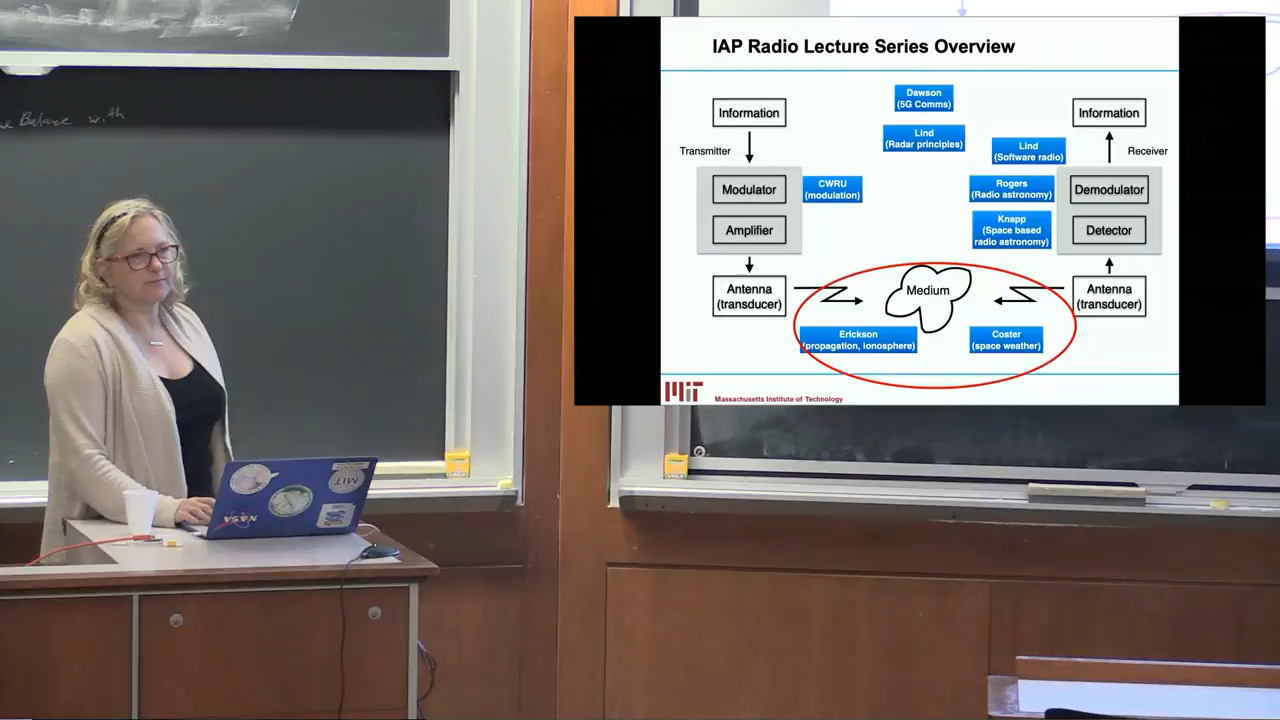 Balance with
IAP Radio Lecture Series Overview
Information
Transmitter
Modulator
Amplifier
Antenna
(transducer)
CWRU
(modulation)
Dawson
(5G Comms)
Lind
(Radar principles)
Lind
(Software radio)
Rogers
(Radio astronomy)
Knapp
(Space based
radio astronomy)
Medium
Erickson
(propagation, ionosphere)
Coster
(space weather)
Information
Receiver
Demodulator
Detector
Antenna
(transducer)
MIT
Massachusetts Institute of Technology
MIT
NASA